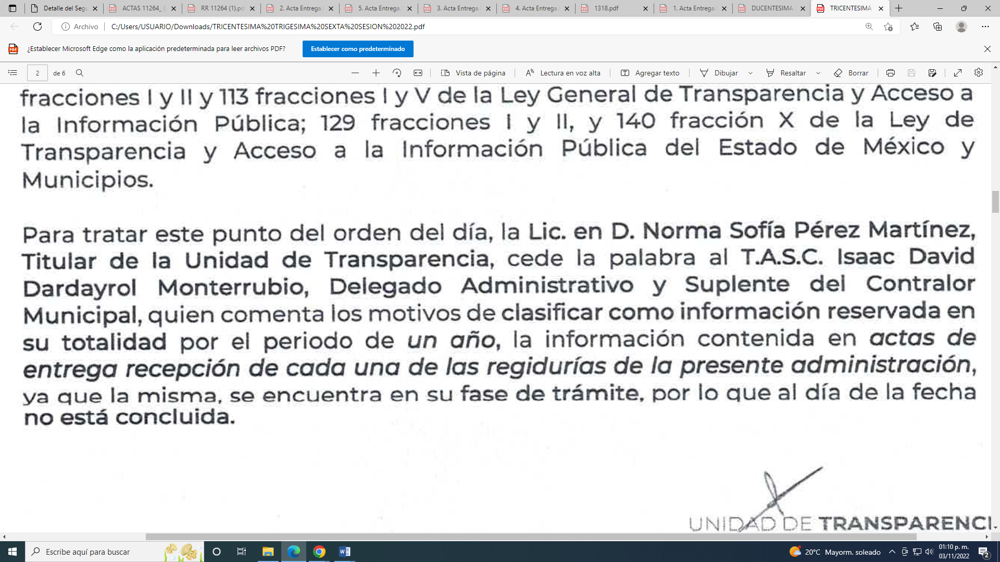 Detalle del Segu
ACTAS 11264_ (
RR 11264 (1).pd
2. Acta Entrega.
5. Acta Entrega.
3. Acta Entrega.
4. Acta Entrega.
1318.pdf
1. Acta Entrega.
DUCENTESIMA
TRICENTESIMA
Archivo
C:/Users/USUARIO/Downloads/TRICENTESIMA%20TRIGESIMA%20SEXTA%20SESION%202022.pdf
¿Establecer Microsoft Edge como la aplicación predeterminada para leer archivos PDF?
Establecer como predeterminado
2 de 6
Vista de página
Lectura en voz alta
Agregar texto
Dibujar
Resaltar
Borrar
fracciones I y II y 113 fracciones I y V de la Ley General de Transparencia y Acceso a
la Información Pública; 129 fracciones I y II, y 140 fracción X de la Ley de
Transparencia y Acceso a la Información Pública del Estado de México y
Municipios.
Para tratar este punto del orden del día, la Lic. en D. Norma Sofía Pérez Martínez,
Titular de la Unidad de Transparencia, cede la palabra al T.A.S.C. Isaac David
Dardayrol Monterrubio, Delegado Administrativo y Suplente del Contralor
Municipal, quien comenta los motivos de clasificar como información reservada en
su totalidad por el periodo de un año, la información contenida en actas de
entrega recepción de cada una de las regidurías de la presente administración,
ya que la misma, se encuentra en su fase de trámite, por lo que al día de la fecha
no está concluida.
UNIDAD DE TRANSPARENCI
Escribe aquí para buscar
20°C Mayorm. soleado
01:10 p. m.
03/11/2022
2